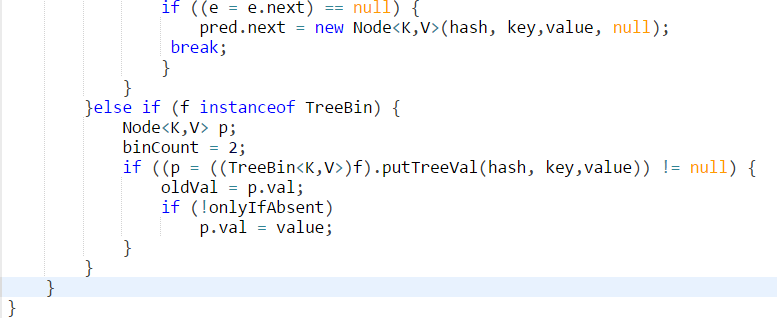 if ((e = e.next) == null) {
pred.next = new Node<K,V>(hash, key,value, null);
break;
}
}
}else if (f instanceof TreeBin) {
Node<K,V> p;
binCount = 2;
if ((p = ((TreeBin<K,V>)f).putTreeVal(hash, key,value)) != null) {
oldVal = p.val;
if (!onlyIfAbsent)
p.val = value;
}
}
}
}